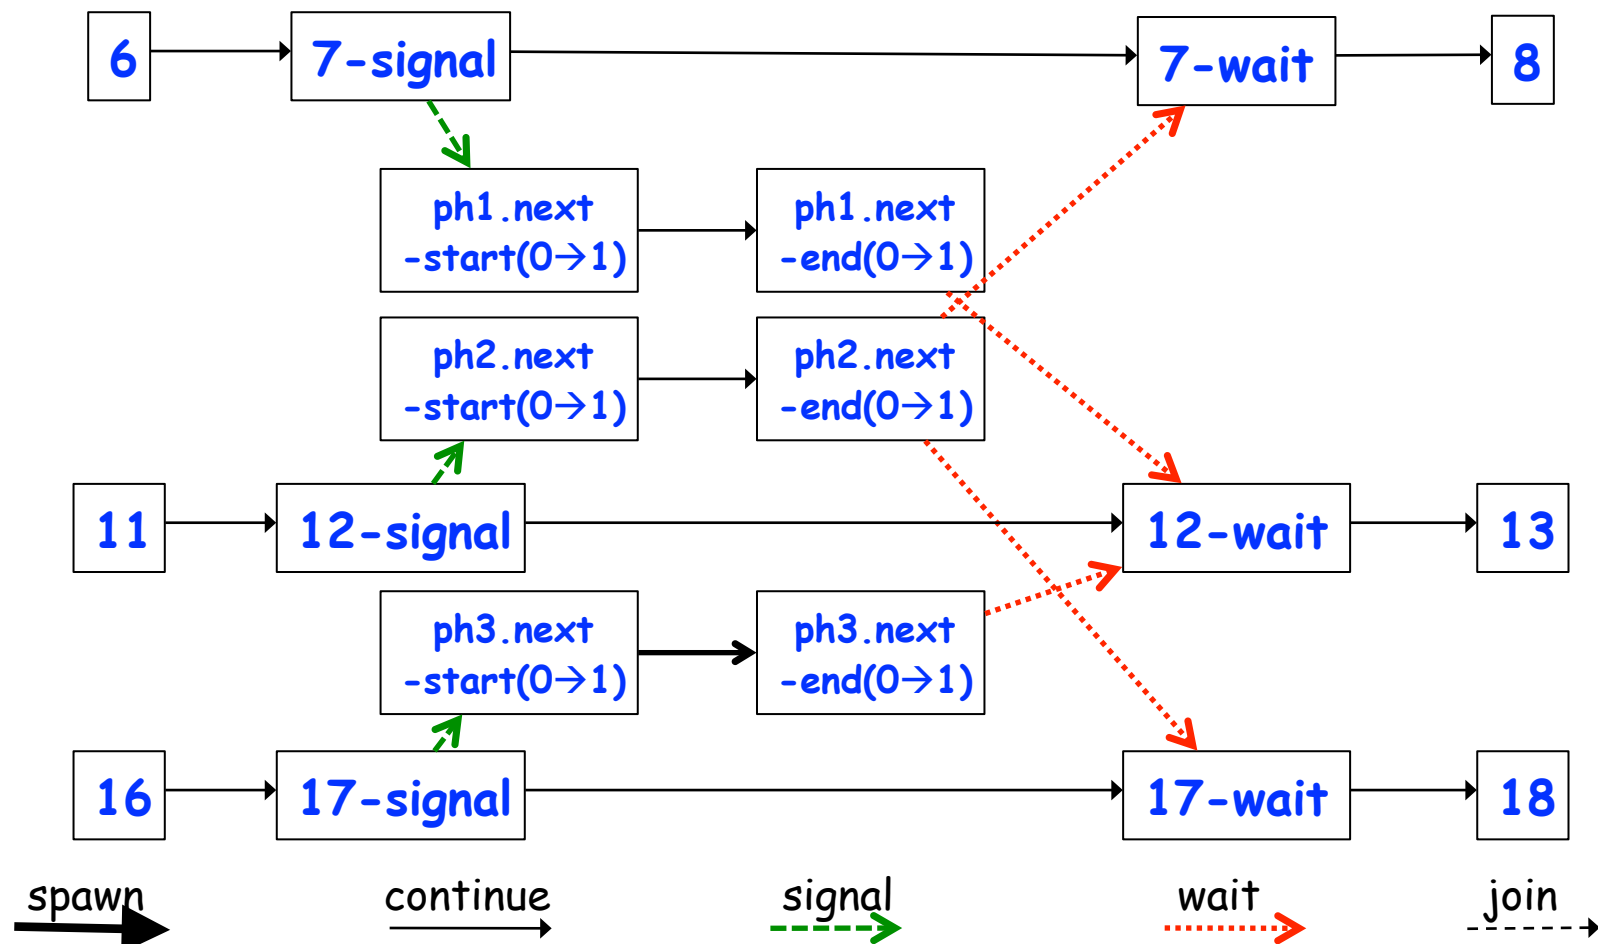 6
7-signal
7-wait
8
ph1.next
-start(0→1)
ph1.next
-end(0→1)
ph2.next
-start(0→1)
ph2.next
-end(0→1)
11
12-signal
12-wait
13
ph3.next
-start(0→1)
ph3.next
-end(0→1)
16
17-signal
17-wait
18
spawn
continue
signal
wait
join